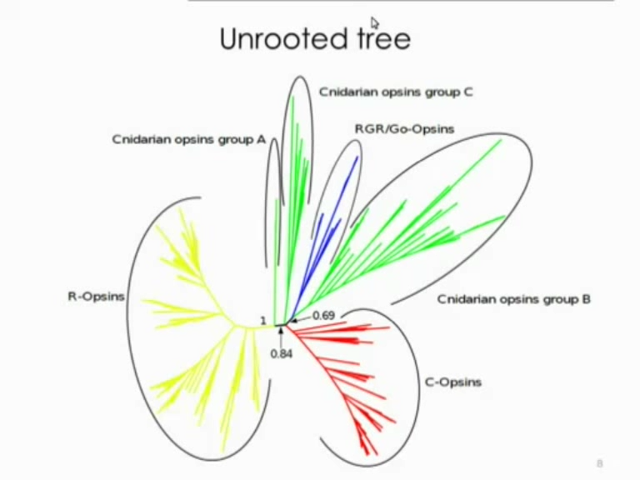 Unrooted tree
Cnidarian opsins group C
RGR/Go-Opsins
Cnidarian opsins group A
R-Opsins
Cnidarian opsins group B
1
0.69
0.84
C-Opsins
8